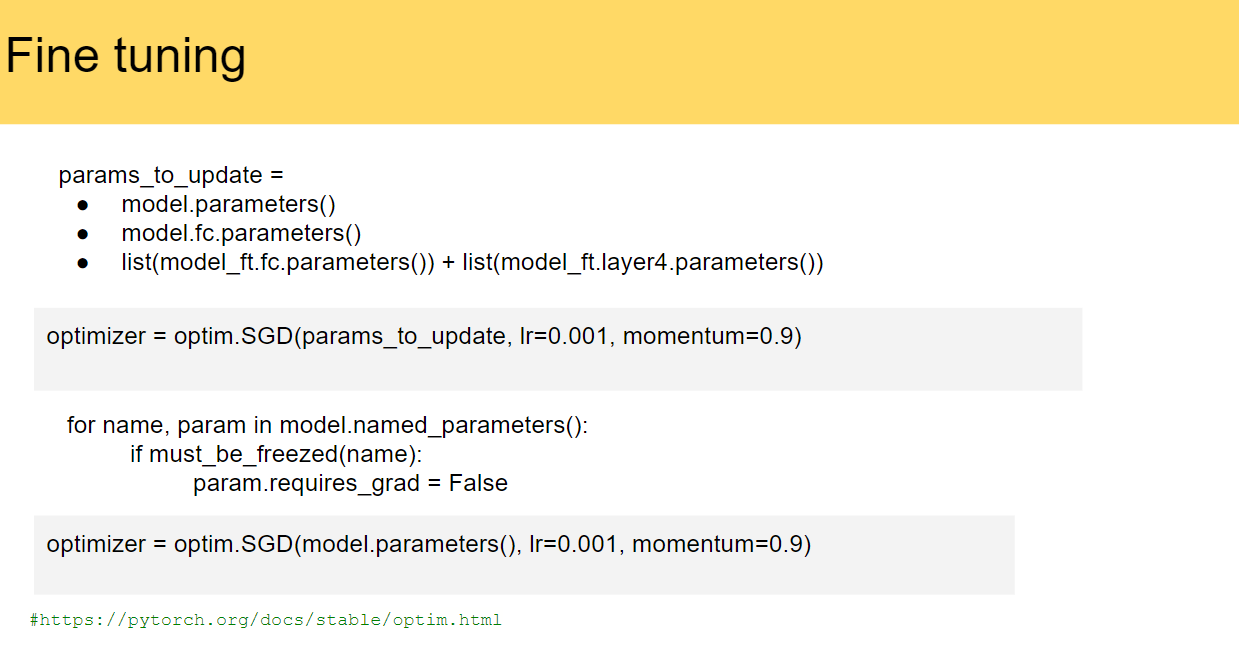 Fine tuning
params_to_update =
● model.parameters()
● model.fc.parameters()
● list(model_ft.fc.parameters()) + list(model_ft.layer4.parameters())
optimizer = optim.SGD(params_to_update, lr=0.001, momentum=0.9)
for name, param in model.named_parameters():
if must_be_freezed(name):
param.requires_grad = False
optimizer = optim.SGD(model.parameters(), lr=0.001, momentum=0.9)
#https://pytorch.org/docs/stable/optim.html